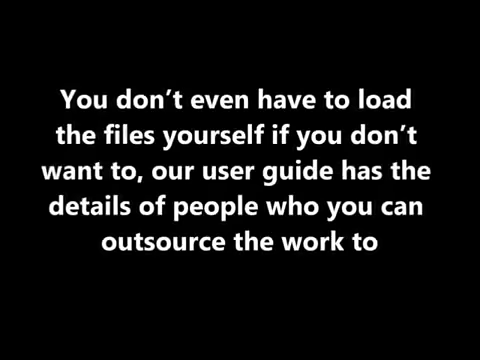 You don’t even have to load
the files yourself if you don’t
want to, our user guide has the
details of people who you can
outsource the work to